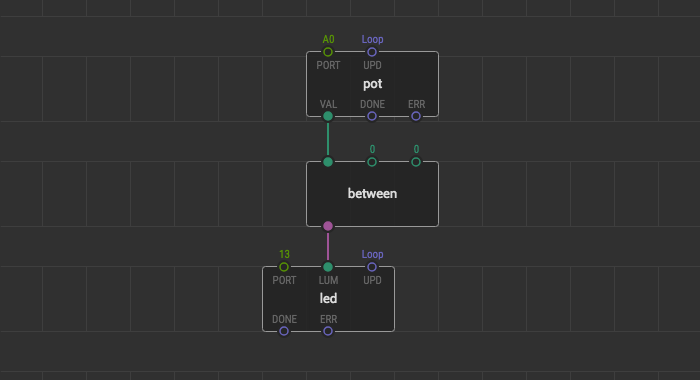 A0 Loop
PORT UPD
pot
VAL DONE ERR
0 0
between
13 Loop
PORT LUM UPD
led
DONE ERR